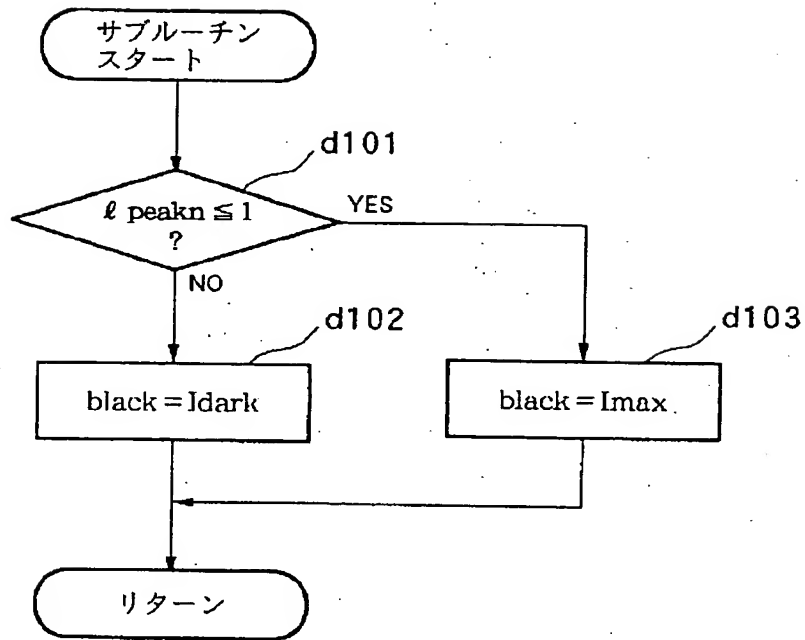 サブルーチン
スタート
d101
ℓ peakn ≦ 1
?
YES
NO
d102
d103
black = Idark
black = Imax
リターン